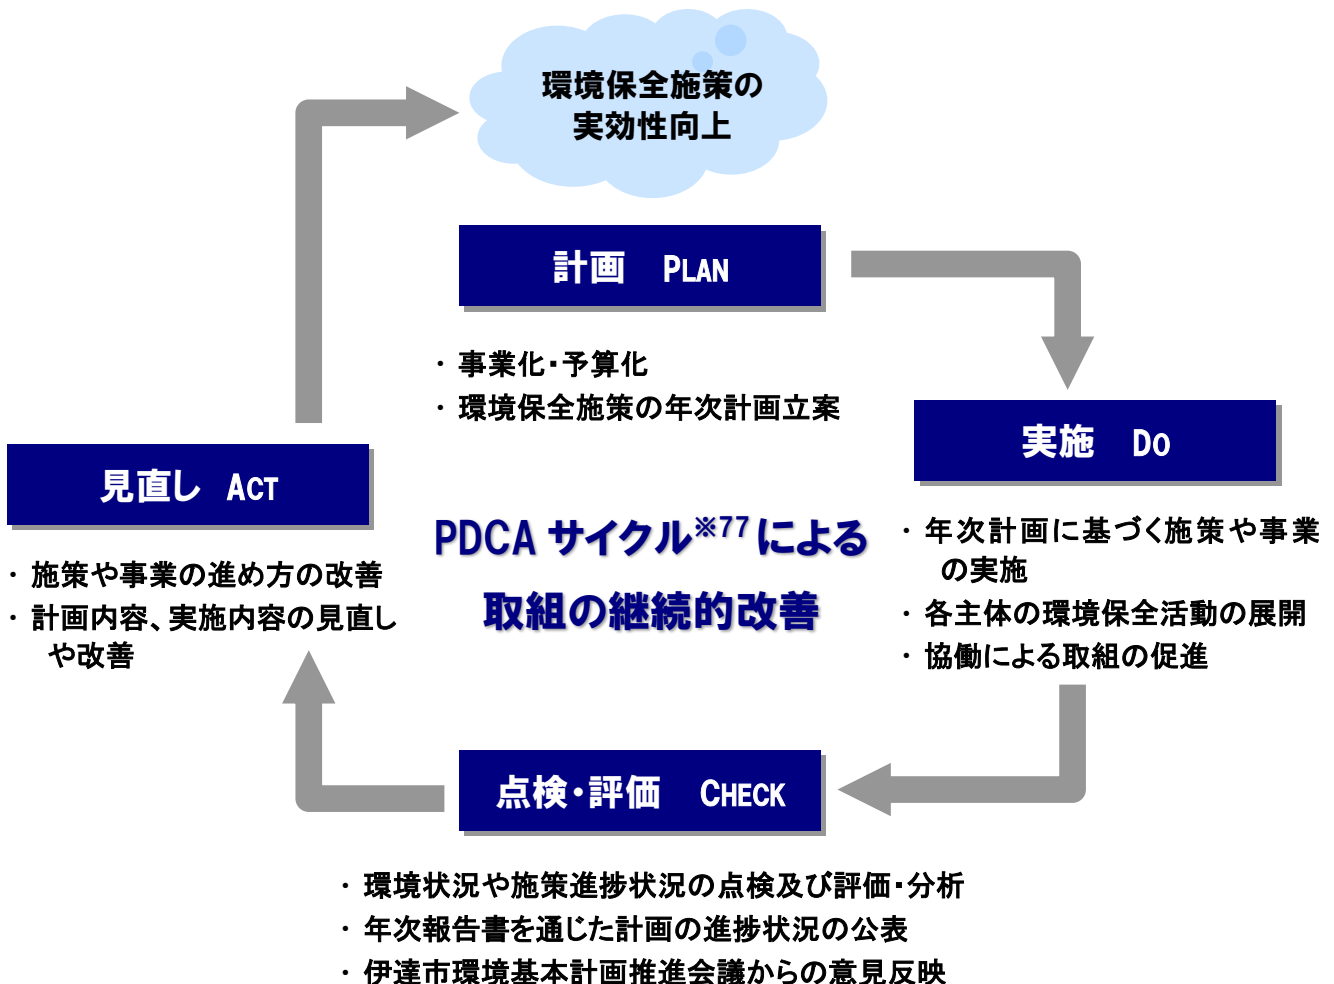 環境保全施策の
実効性向上
計画　PLAN
・ 事業化・予算化
・ 環境保全施策の年次計画立案
実施　DO
・ 年次計画に基づく施策や事業
の実施
・ 各主体の環境保全活動の展開
・ 協働による取組の促進
見直し　ACT
・ 施策や事業の進め方の改善
・ 計画内容、実施内容の見直し
や改善
PDCA サイクル※77による
取組の継続的改善
点検・評価　CHECK
・ 環境状況や施策進捗状況の点検及び評価・分析
・ 年次報告書を通じた計画の進捗状況の公表
・ 伊達市環境基本計画推進会議からの意見反映